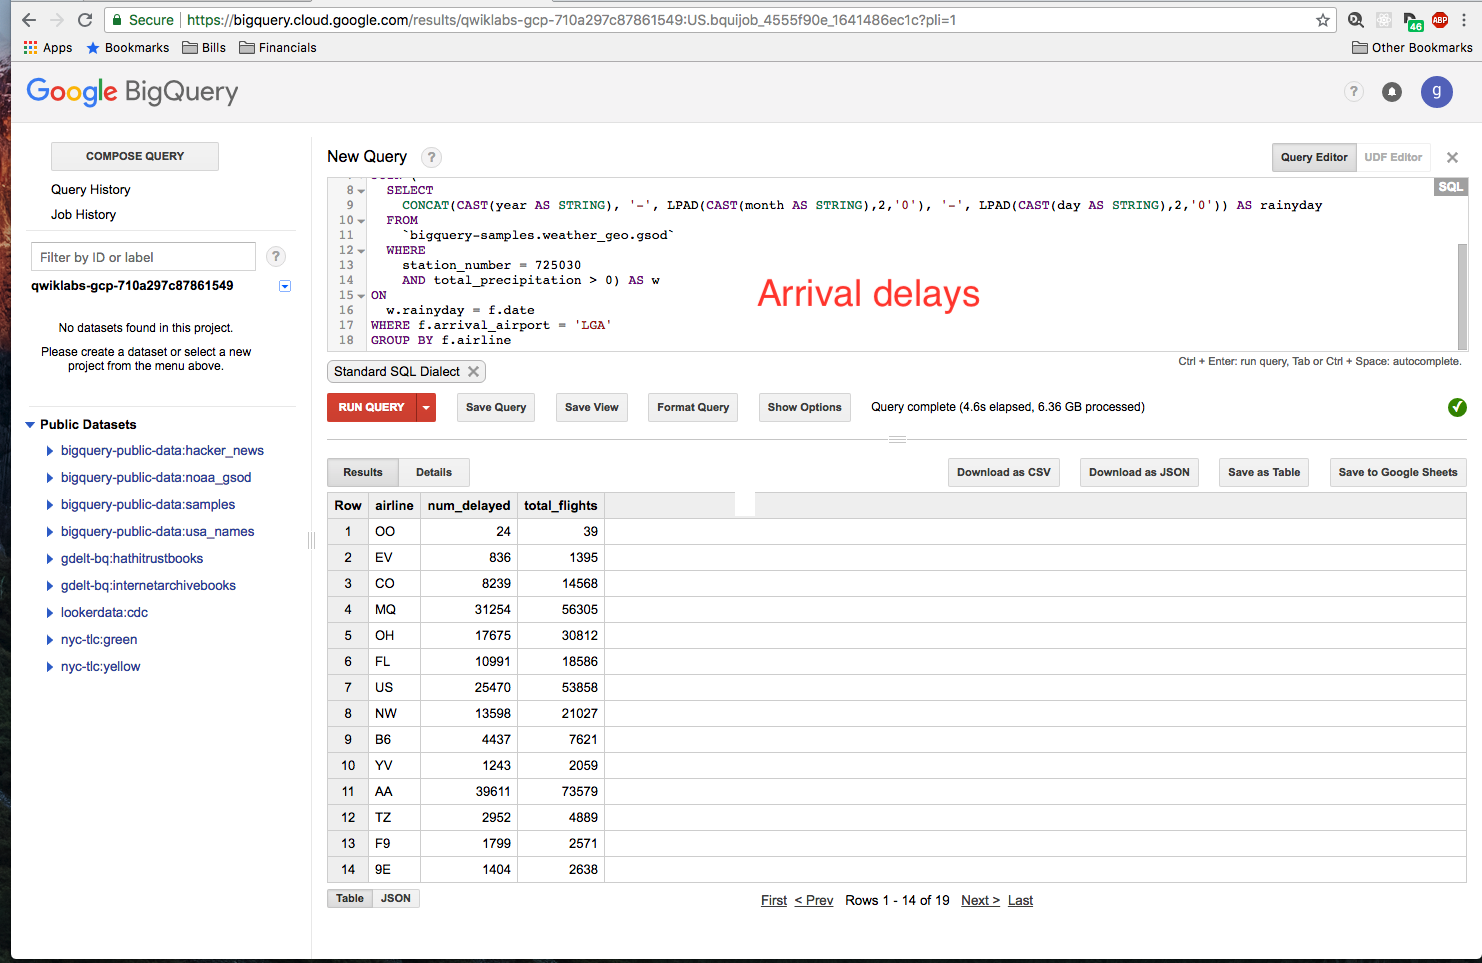 Secure https://bigquery.cloud.google.com/results/qwiklabs-gcp-710a297c87861549:US.bquijob_4555f90e_1641486ec1c?pli=1
46 ABP
Apps Bookmarks Bills Financials Other Bookmarks
Google BigQuery
? g
COMPOSE QUERY
Query History
Job History
Filter by ID or label ?
qwiklabs-gcp-710a297c87861549
No datasets found in this project.
Please create a dataset or select a new
project from the menu above.
Public Datasets
bigquery-public-data:hacker_news
bigquery-public-data:noaa_gsod
bigquery-public-data:samples
bigquery-public-data:usa_names
gdelt-bq:hathitrustbooks
gdelt-bq:internetarchivebooks
lookerdata:cdc
nyc-tlc:green
nyc-tlc:yellow
New Query ? Query Editor UDF Editor
SQL
8 SELECT
9 CONCAT(CAST(year AS STRING), '-', LPAD(CAST(month AS STRING),2,'0'), '-', LPAD(CAST(day AS STRING),2,'0')) AS rainyday
10 FROM
11 `bigquery-samples.weather_geo.gsod`
12 WHERE
13 station_number = 725030
14 AND total_precipitation > 0) AS w
15 ON
16 w.rainyday = f.date
17 WHERE f.arrival_airport = 'LGA'
18 GROUP BY f.airline
Arrival delays
Ctrl + Enter: run query, Tab or Ctrl + Space: autocomplete.
Standard SQL Dialect
RUN QUERY Save Query Save View Format Query Show Options Query complete (4.6s elapsed, 6.36 GB processed)
Results Details Download as CSV Download as JSON Save as Table Save to Google Sheets
Row airline num_delayed total_flights
1 OO 24 39
2 EV 836 1395
3 CO 8239 14568
4 MQ 31254 56305
5 OH 17675 30812
6 FL 10991 18586
7 US 25470 53858
8 NW 13598 21027
9 B6 4437 7621
10 YV 1243 2059
11 AA 39611 73579
12 TZ 2952 4889
13 F9 1799 2571
14 9E 1404 2638
Table JSON First < Prev Rows 1 - 14 of 19 Next > Last